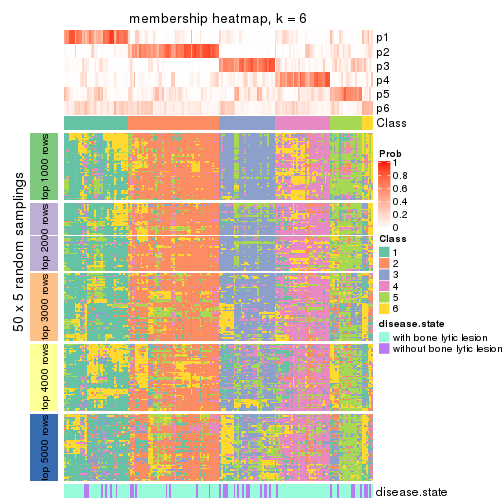 membership heatmap, k = 6
p1
p2
p3
p4
p5
p6
Class
50 x 5 random samplings
top 1000 rows
top 2000 rows
top 3000 rows
top 4000 rows
top 5000 rows
Prob
1
0.8
0.6
0.4
0.2
0
Class
1
2
3
4
5
6
disease.state
with bone lytic lesion
without bone lytic lesion
disease.state